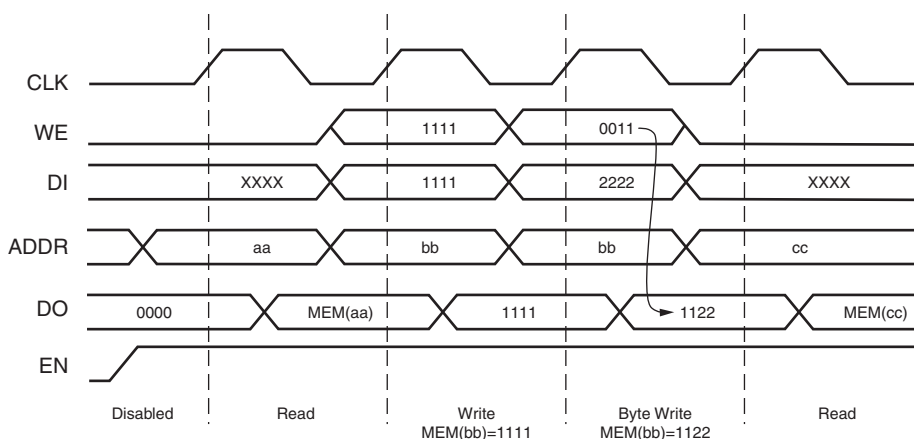 CLK
WE 1111 0011
DI XXXX 1111 2222 XXXX
ADDR aa bb bb cc
DO 0000 MEM(aa) 1111 1122 MEM(cc)
EN
Disabled Read Write Byte Write Read
MEM(bb)=1111 MEM(bb)=1122